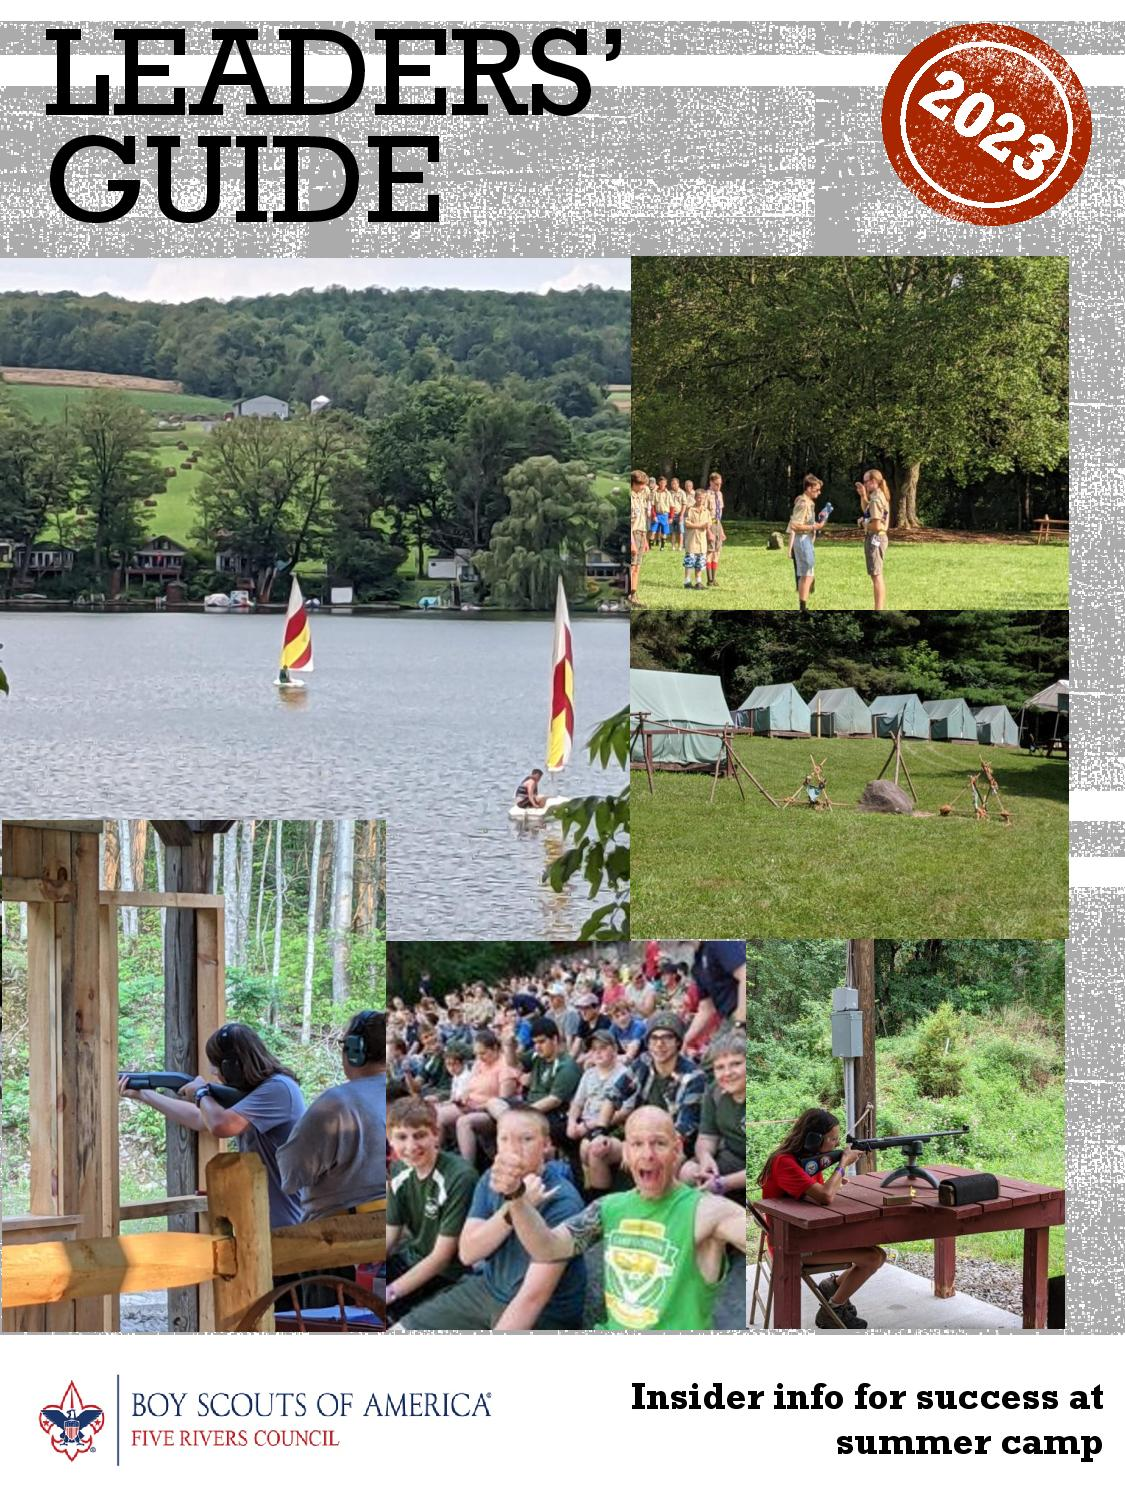 LEADERS’
GUIDE
2023
BOY SCOUTS OF AMERICA®
FIVE RIVERS COUNCIL
Insider info for success at
summer camp